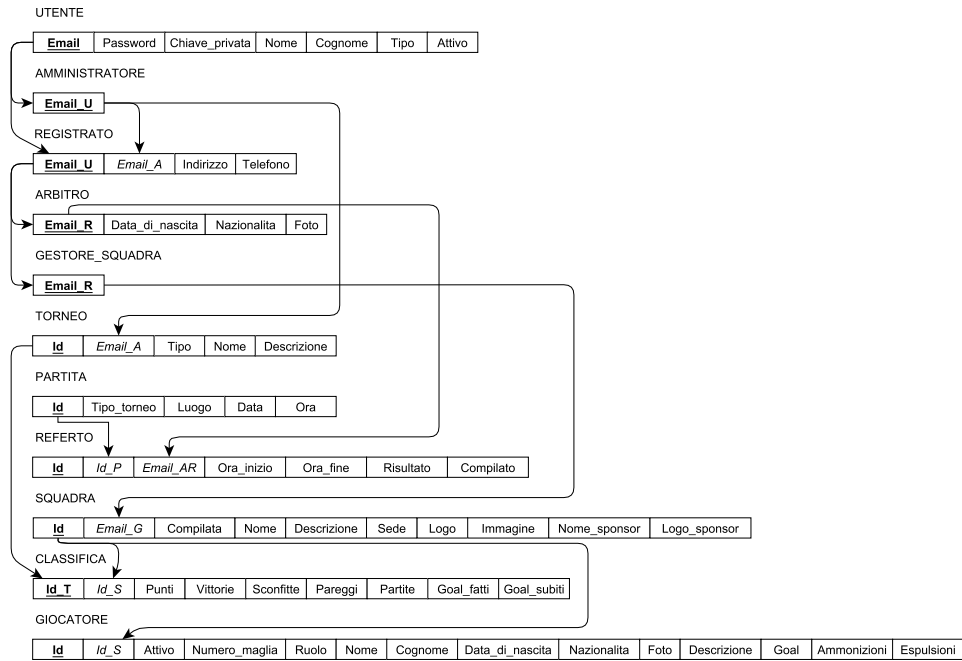 UTENTE
Email Password Chiave_privata Nome Cognome Tipo Attivo
AMMINISTRATORE
Email_U
REGISTRATO
Email_U Email_A Indirizzo Telefono
ARBITRO
Email_R Data_di_nascita Nazionalita Foto
GESTORE_SQUADRA
Email_R
TORNEO
Id Email_A Tipo Nome Descrizione
PARTITA
Id Tipo_torneo Luogo Data Ora
REFERTO
Id Id_P Email_AR Ora_inizio Ora_fine Risultato Compilato
SQUADRA
Id Email_G Compilata Nome Descrizione Sede Logo Immagine Nome_sponsor Logo_sponsor
CLASSIFICA
Id_T Id_S Punti Vittorie Sconfitte Pareggi Partite Goal_fatti Goal_subiti
GIOCATORE
Id Id_S Attivo Numero_maglia Ruolo Nome Cognome Data_di_nascita Nazionalita Foto Descrizione Goal Ammonizioni Espulsioni